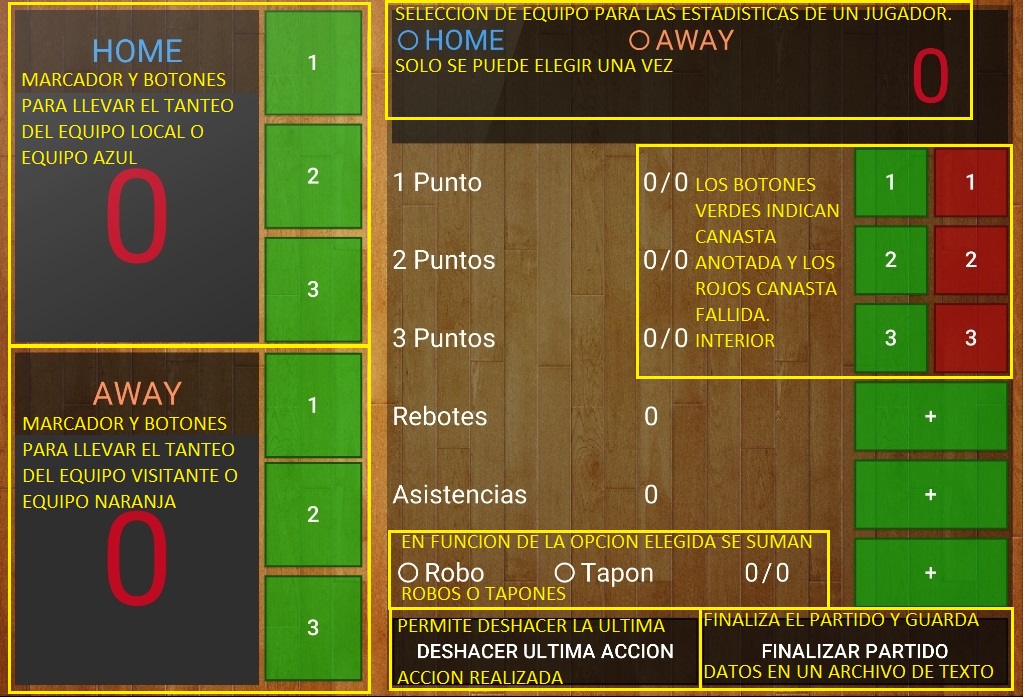 HOME
MARCADOR Y BOTONES
PARA LLEVAR EL TANTEO
DEL EQUIPO LOCAL O
EQUIPO AZUL
0
1
2
3
AWAY
MARCADOR Y BOTONES
PARA LLEVAR EL TANTEO
DEL EQUIPO VISITANTE O
EQUIPO NARANJA
0
1
2
3
SELECCION DE EQUIPO PARA LAS ESTADÍSTICAS DE UN JUGADOR.
HOME AWAY
SOLO SE PUEDE ELEGIR UNA VEZ
0
1 Punto 0/0 1 1
2 Puntos 0/0 2 2
3 Puntos 0/0 3 3
LOS BOTONES
VERDES INDICAN
CANASTA
ANOTADA Y LOS
ROJOS CANASTA
FALLIDA.
INTERIOR
Rebotes 0 +
Asistencias 0 +
EN FUNCION DE LA OPCION ELEGIDA SE SUMAN
Robo Tapon 0/0 +
ROBOS O TAPONES
PERMITE DESHACER LA ULTIMA
DESHACER ULTIMA ACCION
ACCION REALIZADA
FINALIZA EL PARTIDO Y GUARDA
FINALIZAR PARTIDO
DATOS EN UN ARCHIVO DE TEXTO